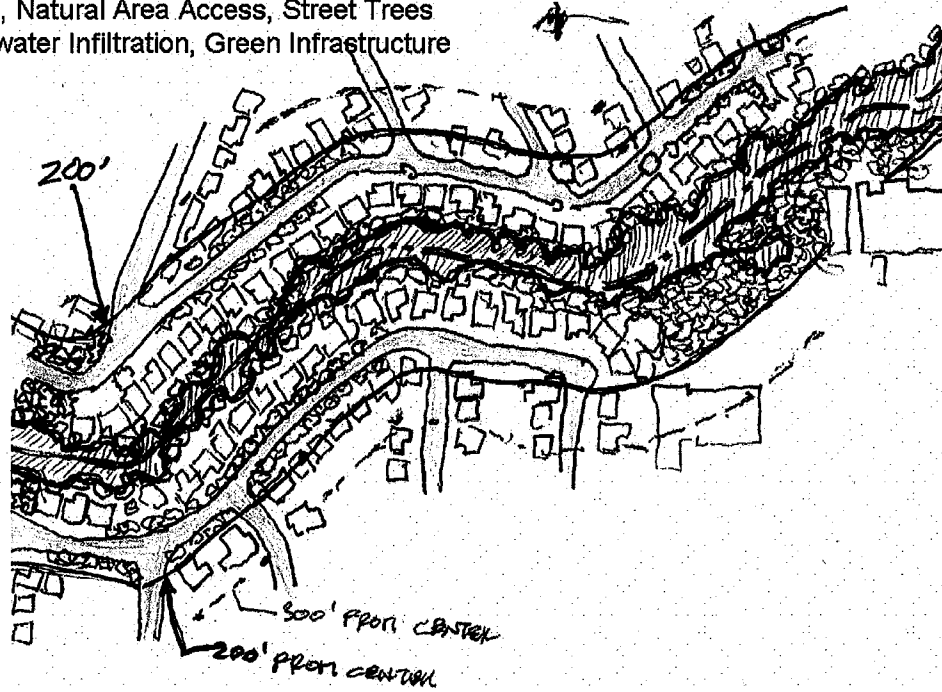 , Natural Area Access, Street Trees
water Infiltration, Green Infrastructure
200'
300' FROM CENTER
200' FROM CENTER